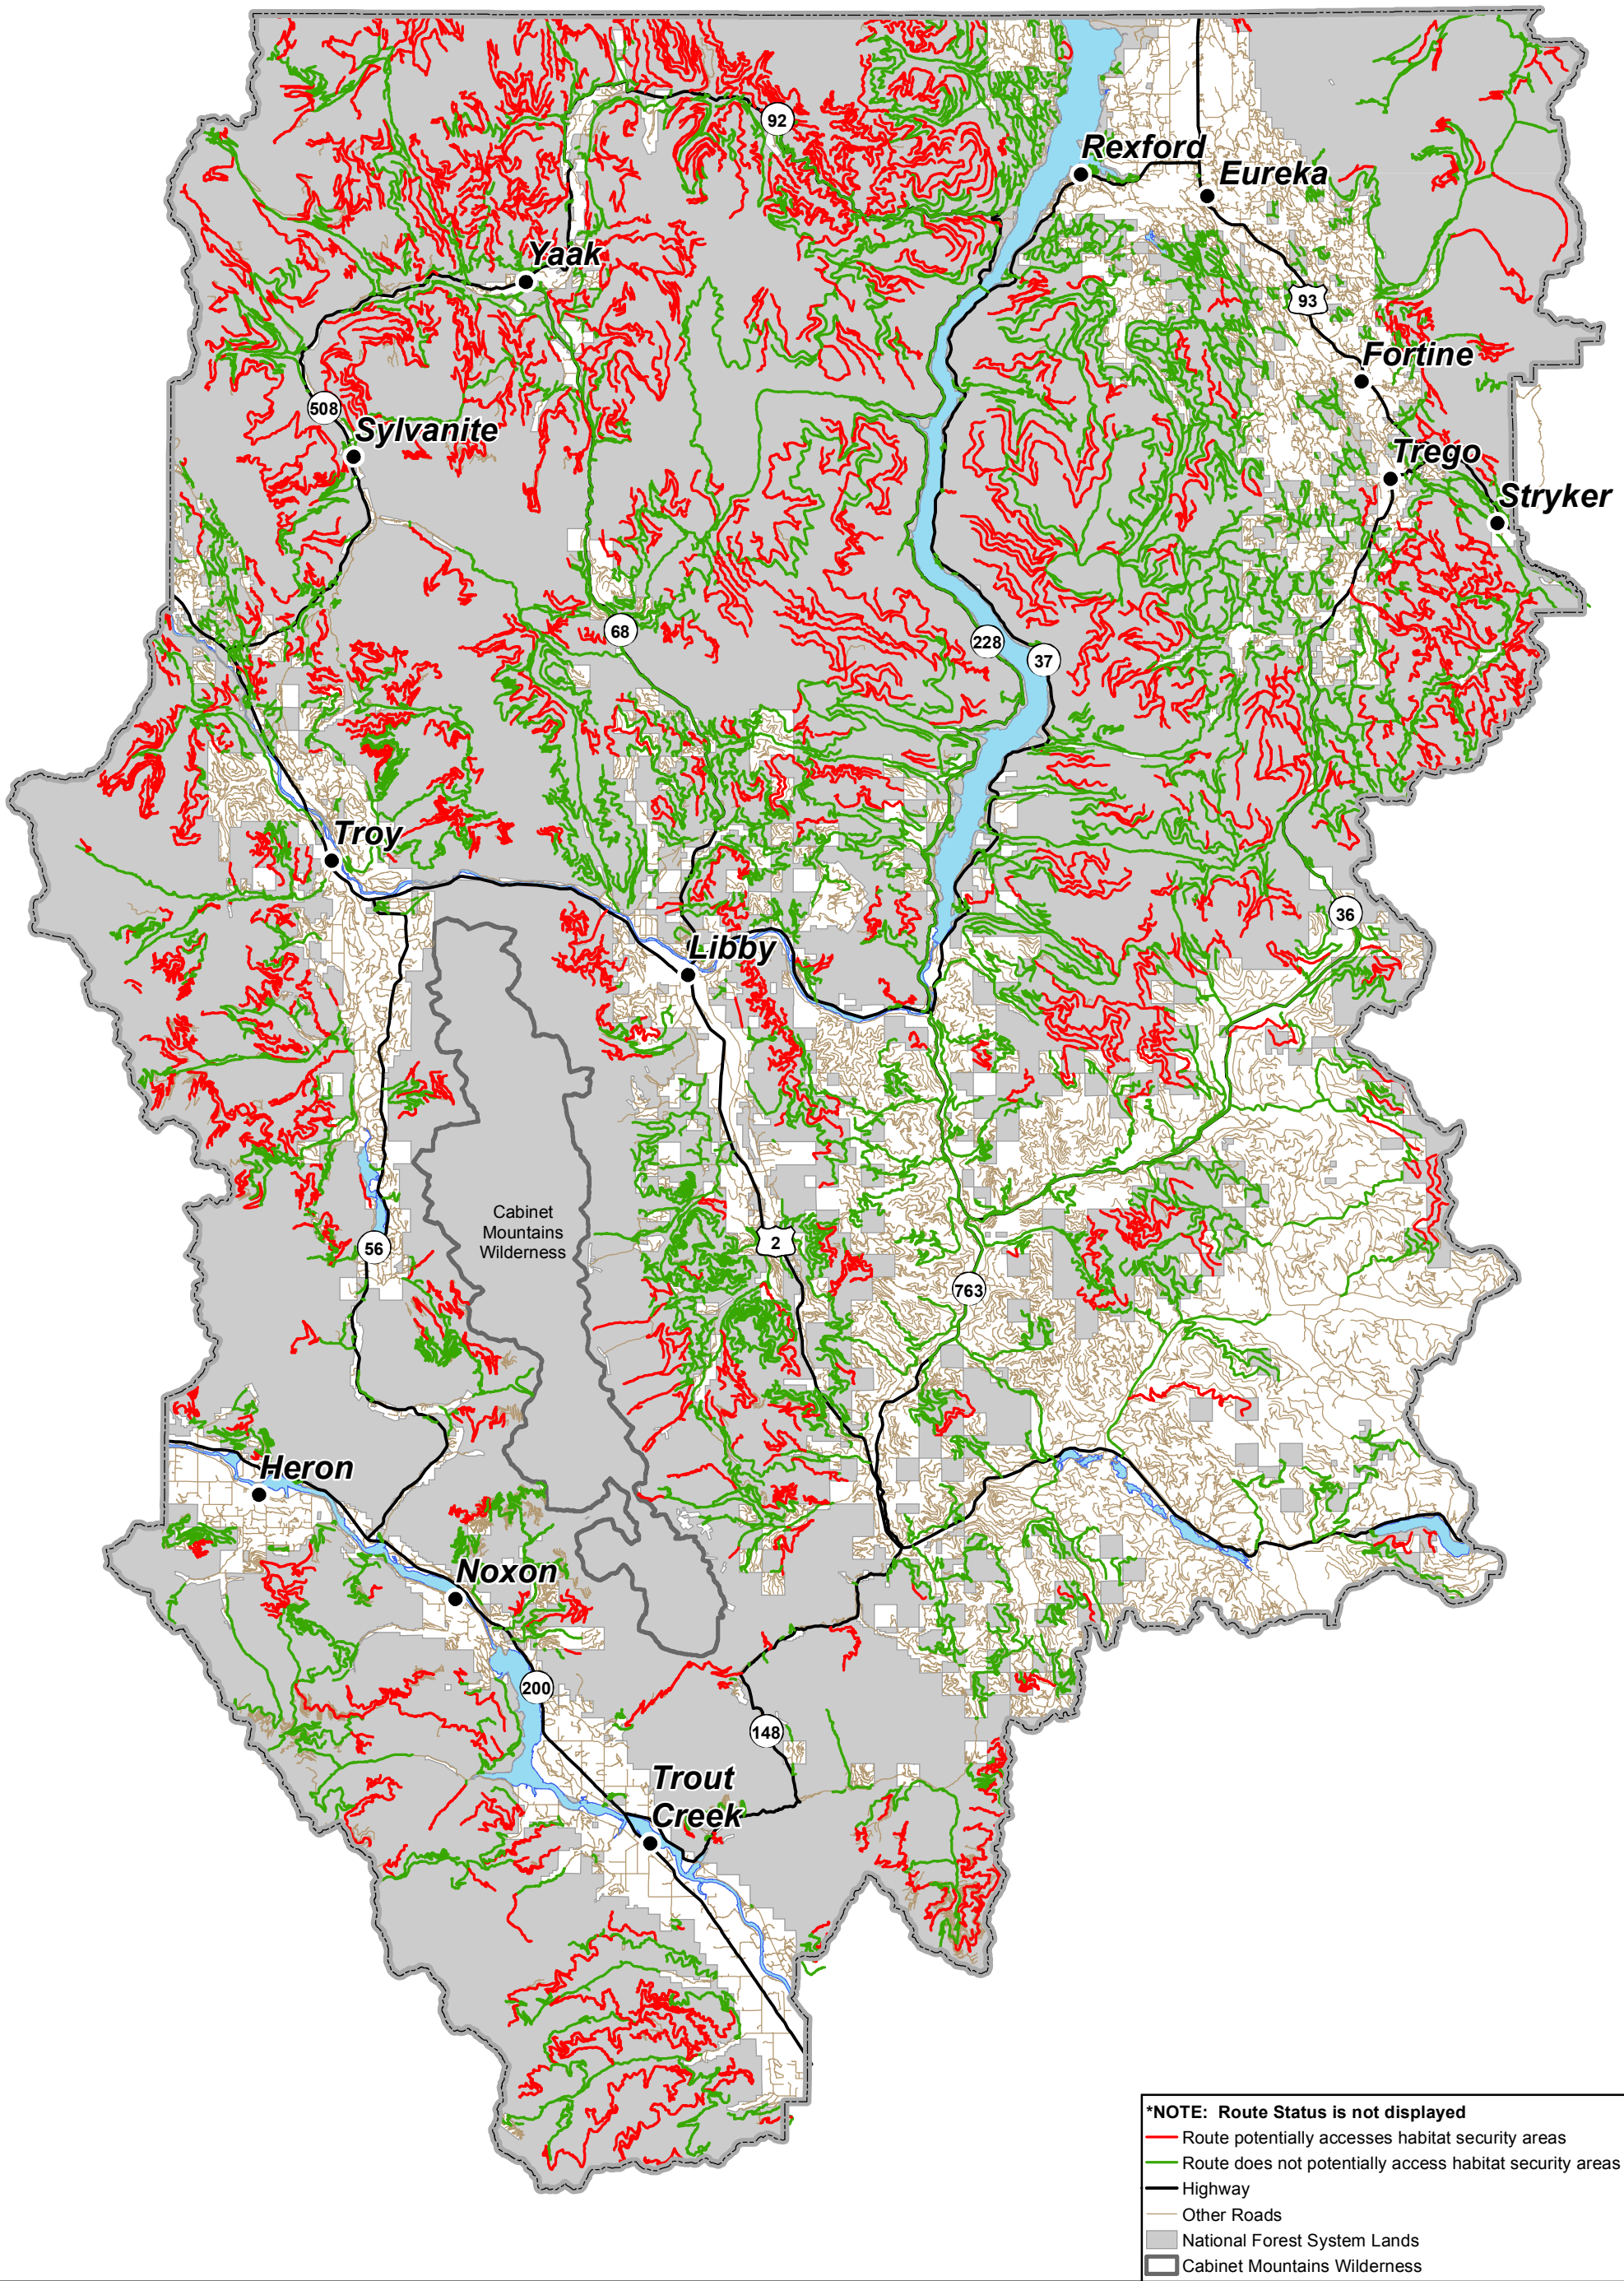 92
Rexford
Eureka
Yaak
93
Fortine
508
Sylvanite
Trego
Stryker
68
228
37
Troy
36
Libby
Cabinet
Mountains
Wilderness
2
56
763
Heron
Noxon
200
148
Trout
Creek
*NOTE: Route Status is not displayed
Route potentially accesses habitat security areas
Route does not potentially access habitat security areas
Highway
Other Roads
National Forest System Lands
Cabinet Mountains Wilderness